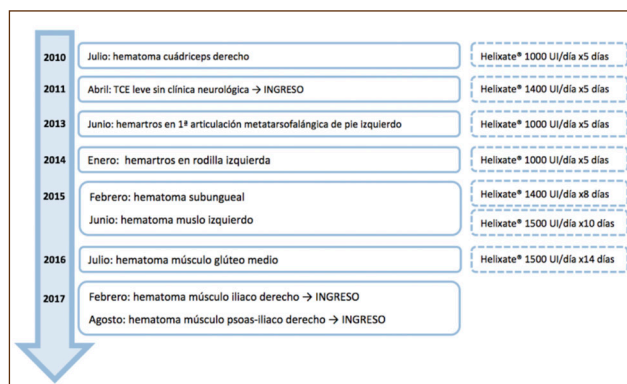 2010
Julio: hematoma cuádriceps derecho
Helixate® 1000 UI/día x5 días
2011
Abril: TCE leve sin clínica neurológica → INGRESO
Helixate® 1400 UI/día x5 días
2013
Junio: hemartros en 1ª articulación metatarsofalángica de pie izquierdo
Helixate® 1000 UI/día x5 días
2014
Enero: hemartros en rodilla izquierda
Helixate® 1000 UI/día x5 días
2015
Febrero: hematoma subungueal
Helixate® 1400 UI/día x8 días
Junio: hematoma muslo izquierdo
Helixate® 1500 UI/día x10 días
2016
Julio: hematoma músculo glúteo medio
Helixate® 1500 UI/día x14 días
2017
Febrero: hematoma músculo iliaco derecho → INGRESO
Agosto: hematoma músculo psoas-iliaco derecho → INGRESO